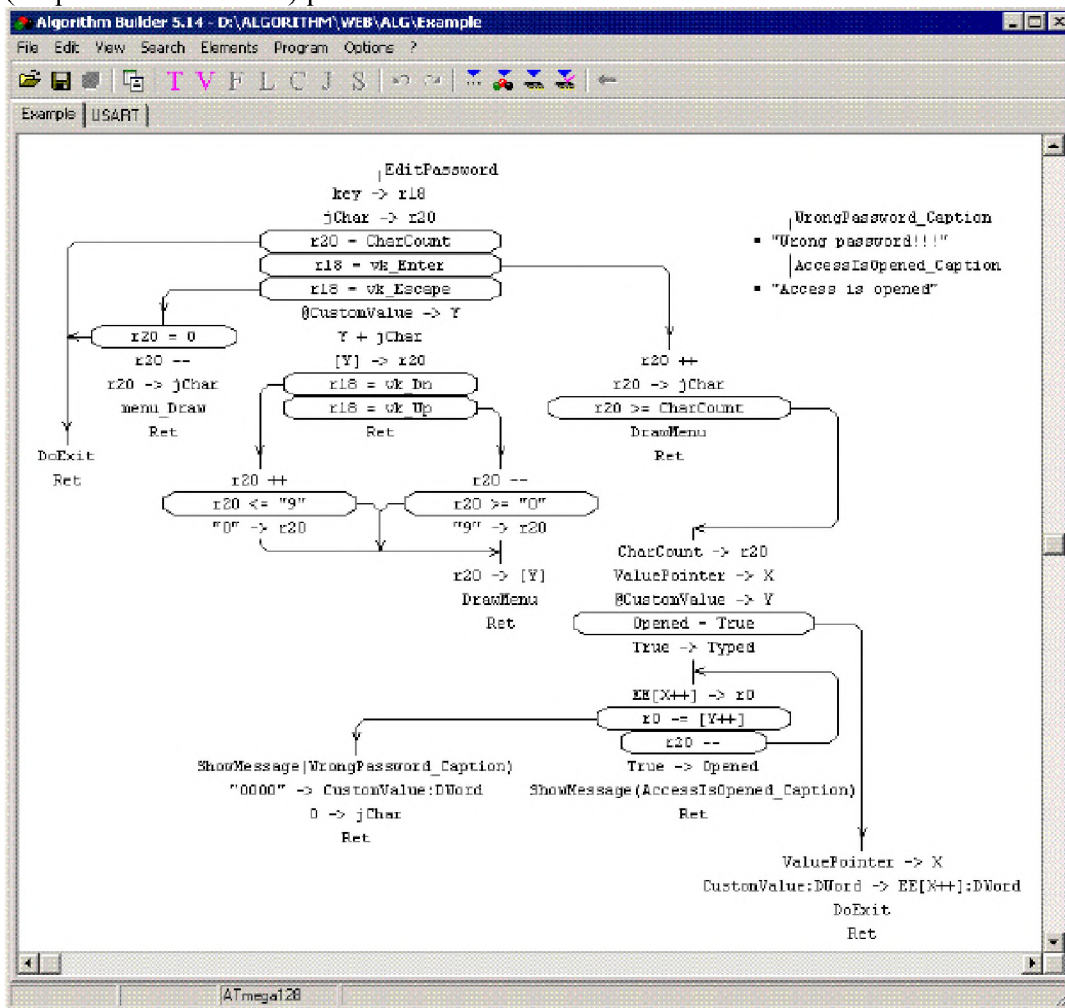 Algorithm Builder 5.14 - D:\ALGORITHM\WEB\ALG\Example
File Edit View Search Elements Program Options ?
T V F L C J S
Example USART
EditPassword
key -> r18
jChar -> r20
r20 = CharCount
r18 = vk_Enter
r18 = vk_Escape
@CustomValue -> Y
Y + jChar
[Y] -> r20
r18 = vk_Dn
r18 = vk_Up
Ret
WrongPassword_Caption
"Wrong password!!!"
AccessIsOpened_Caption
"Access is opened"
r20 = 0
r20 --
r20 -> jChar
menu_Draw
Ret
DoExit
Ret
r20 ++
r20 <= "9"
"0" -> r20
r20 --
r20 >= "0"
"9" -> r20
r20 -> [Y]
DrawMenu
Ret
r20 ++
r20 -> jChar
r20 >= CharCount
DrawMenu
Ret
CharCount -> r20
ValuePointer -> X
@CustomValue -> Y
Opened = True
True -> Typed
EE[X++] -> r0
r0 -= [Y++]
r20 --
True -> Opened
ShowMessage(AccessIsOpened_Caption)
Ret
ShowMessage(WrongPassword_Caption)
"0000" -> CustomValue:DWord
0 -> jChar
Ret
ValuePointer -> X
CustomValue:DWord -> EE[X++]:DWord
DoExit
Ret
ATmega128